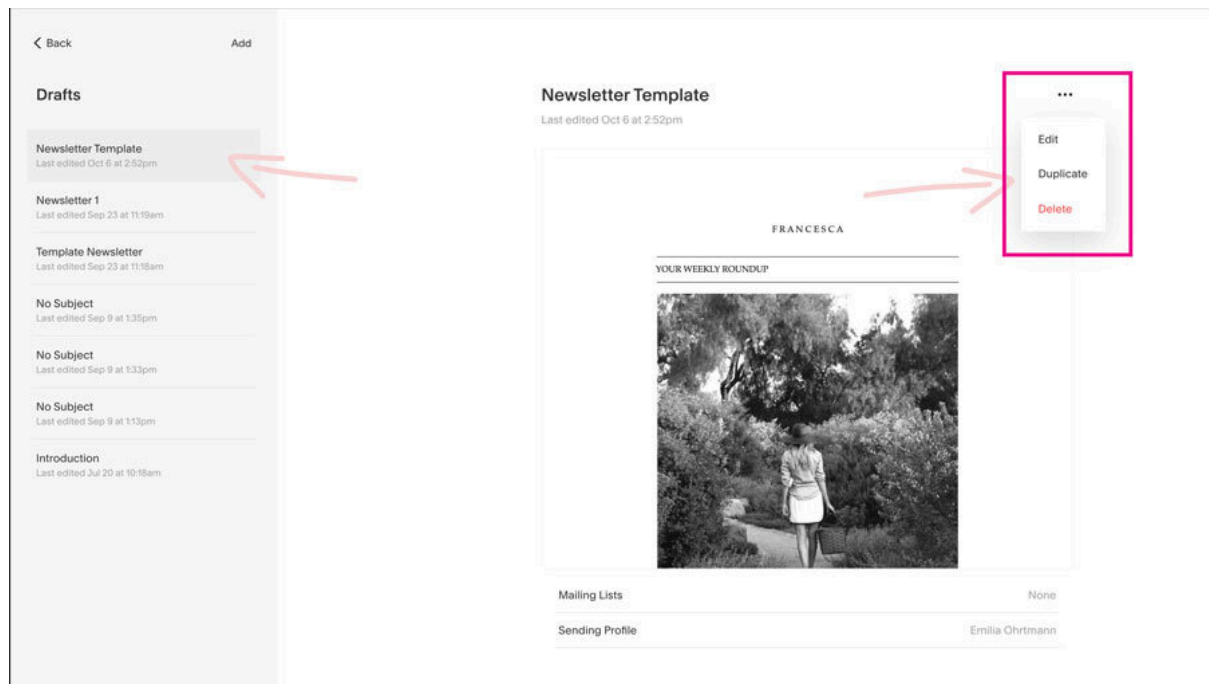 Back
Add
Drafts
Newsletter Template
Last edited Oct 6 at 2:52pm
Newsletter 1
Last edited Sep 23 at 11:19am
Template Newsletter
Last edited Sep 23 at 11:18am
No Subject
Last edited Sep 9 at 1:35pm
No Subject
Last edited Sep 9 at 1:33pm
No Subject
Last edited Sep 9 at 1:13pm
Introduction
Last edited Jul 20 at 10:18am
Newsletter Template
Last edited Oct 6 at 2:52pm
...
Edit
Duplicate
Delete
FRANCESCA
YOUR WEEKLY ROUNDUP
Mailing Lists
None
Sending Profile
Emilia Ohrtmann